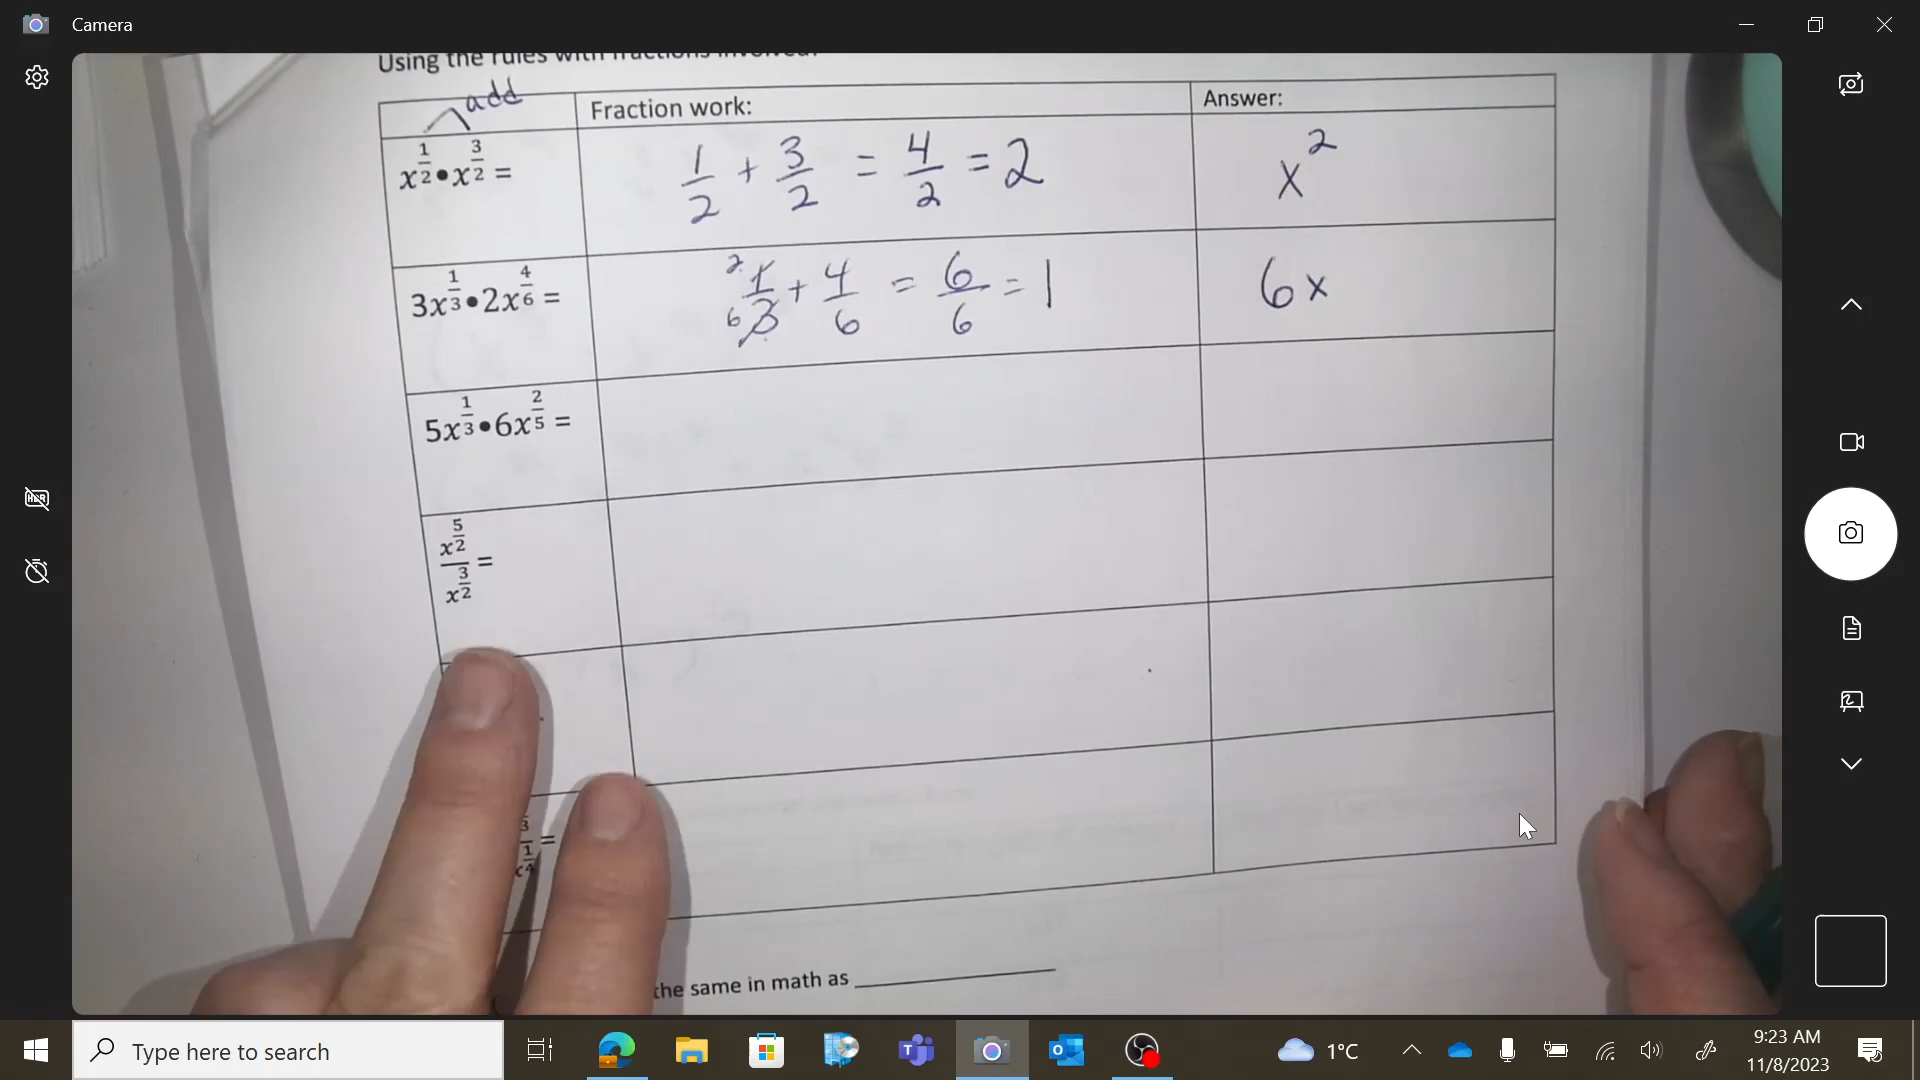 Camera
Using the rules with fractions involved:
add
Fraction work:
Answer:
x^{1/2}•x^{3/2} =
1/2 + 3/2 = 4/2 = 2
x^2
3x^{1/3}•2x^{4/6} =
2 1/3 6 + 4/6 = 6/6 = 1
6x
5x^{1/3}•6x^{2/5} =
x^{5/2}/x^{3/2} =
=
the same in math as
Type here to search
1°C
9:23 AM
11/8/2023